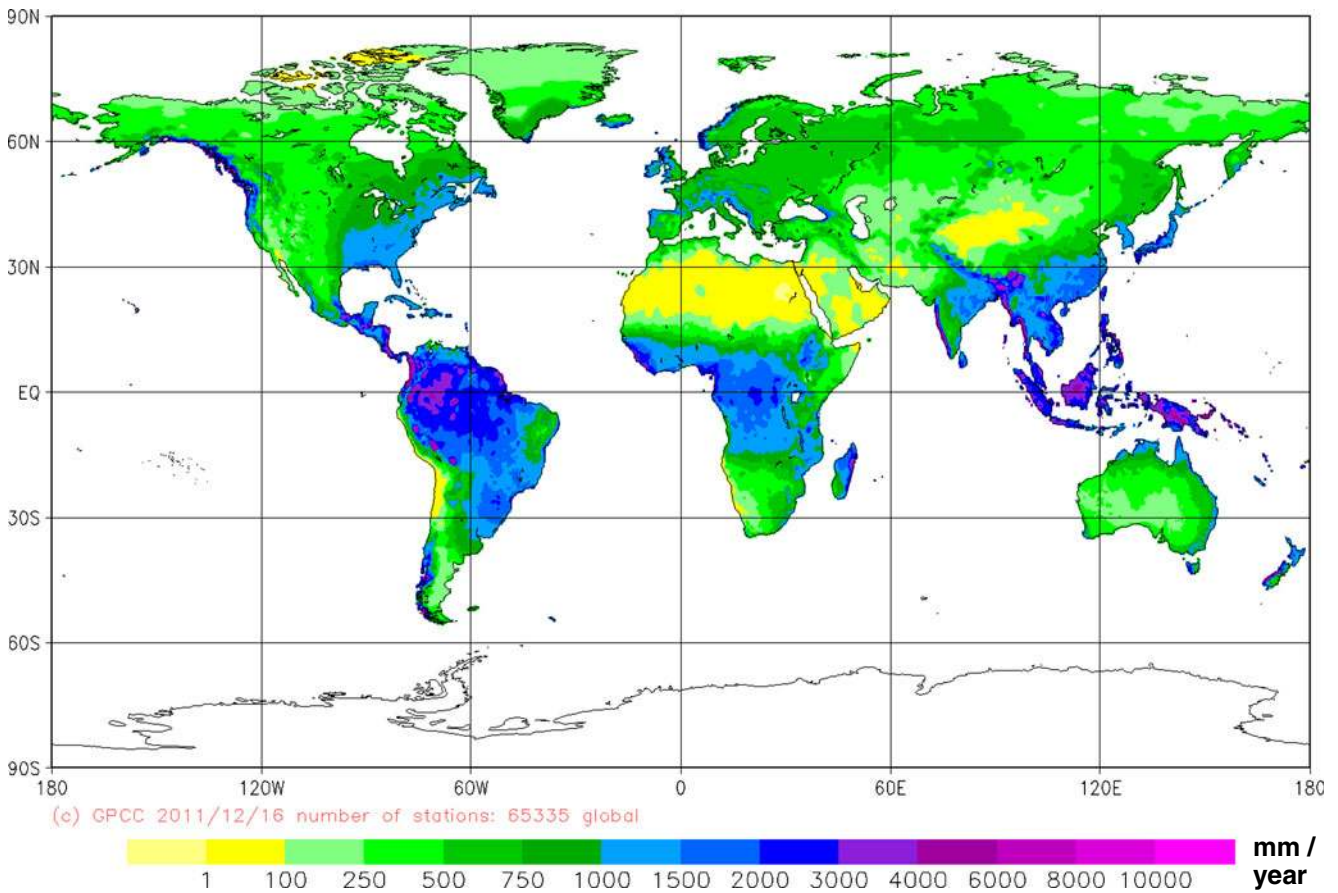 90N
60N
30N
EQ
30S
60S
90S
180 120W 60W 0 60E 120E 180
(c) GPCC 2011/12/16 number of stations: 65335 global
1 100 250 500 750 1000 1500 2000 3000 4000 6000 8000 10000
mm /
year